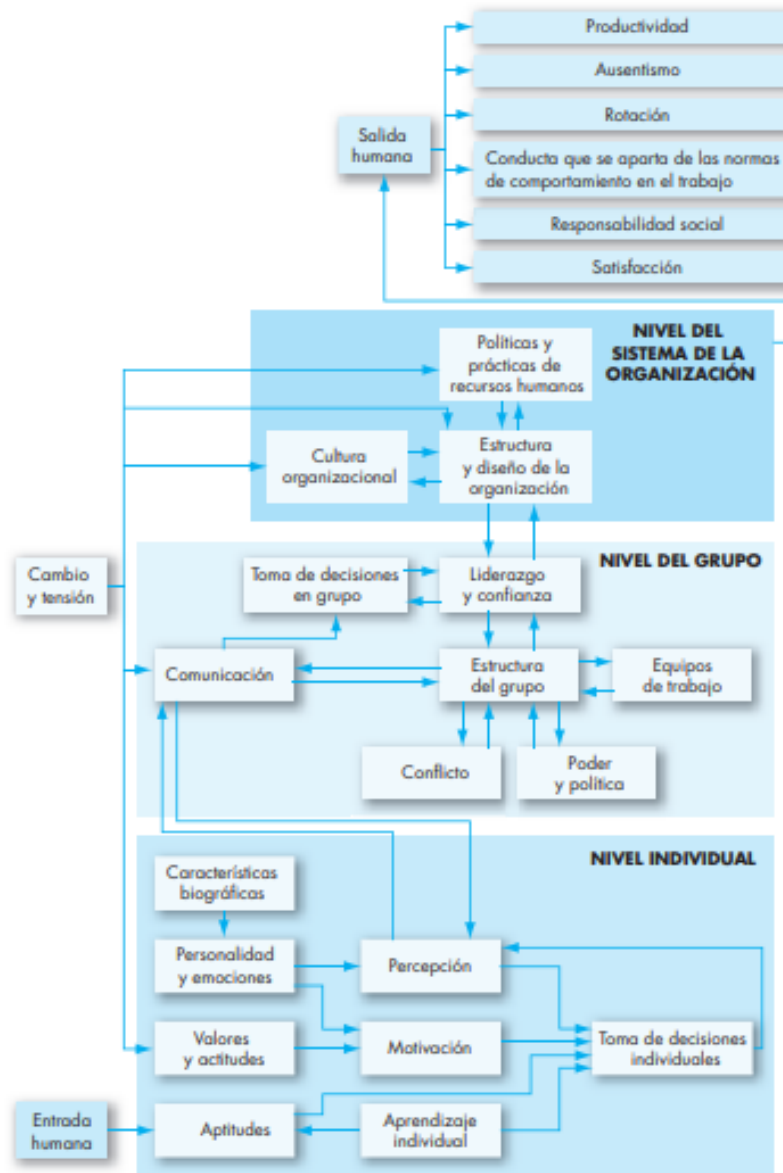 Productividad
Ausentismo
Rotación
Salida
humana
Conducta que se aparta de las normas
de comportamiento en el trabajo
Responsabilidad social
Satisfacción
NIVEL DEL
SISTEMA DE LA
ORGANIZACIÓN
Políticas y
prácticas de
recursos humanos
Cultura
organizacional
Estructura
y diseño de la
organización
NIVEL DEL GRUPO
Cambio
y tensión
Toma de decisiones
en grupo
Liderazgo
y confianza
Comunicación
Estructura
del grupo
Equipos
de trabajo
Conflicto
Poder
y política
NIVEL INDIVIDUAL
Características
biográficas
Personalidad
y emociones
Percepción
Valores
y actitudes
Motivación
Toma de decisiones
individuales
Entrada
humana
Aptitudes
Aprendizaje
individual